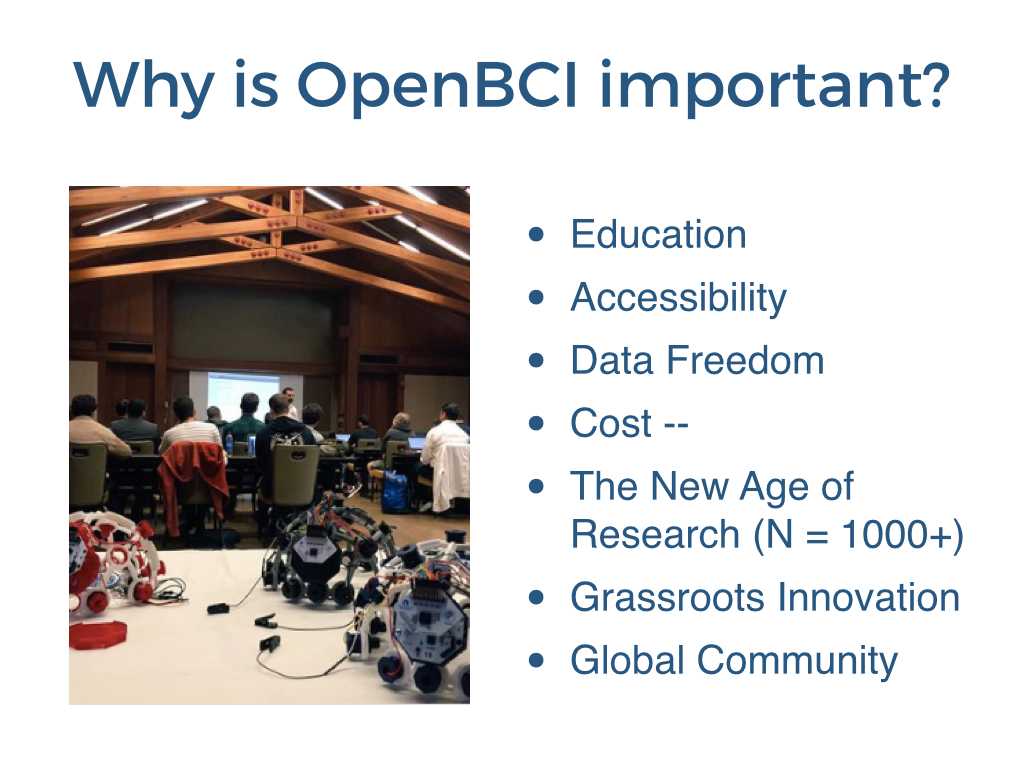 Why is OpenBCI important?
• Education
• Accessibility
• Data Freedom
• Cost --
• The New Age of
Research (N = 1000+)
• Grassroots Innovation
• Global Community